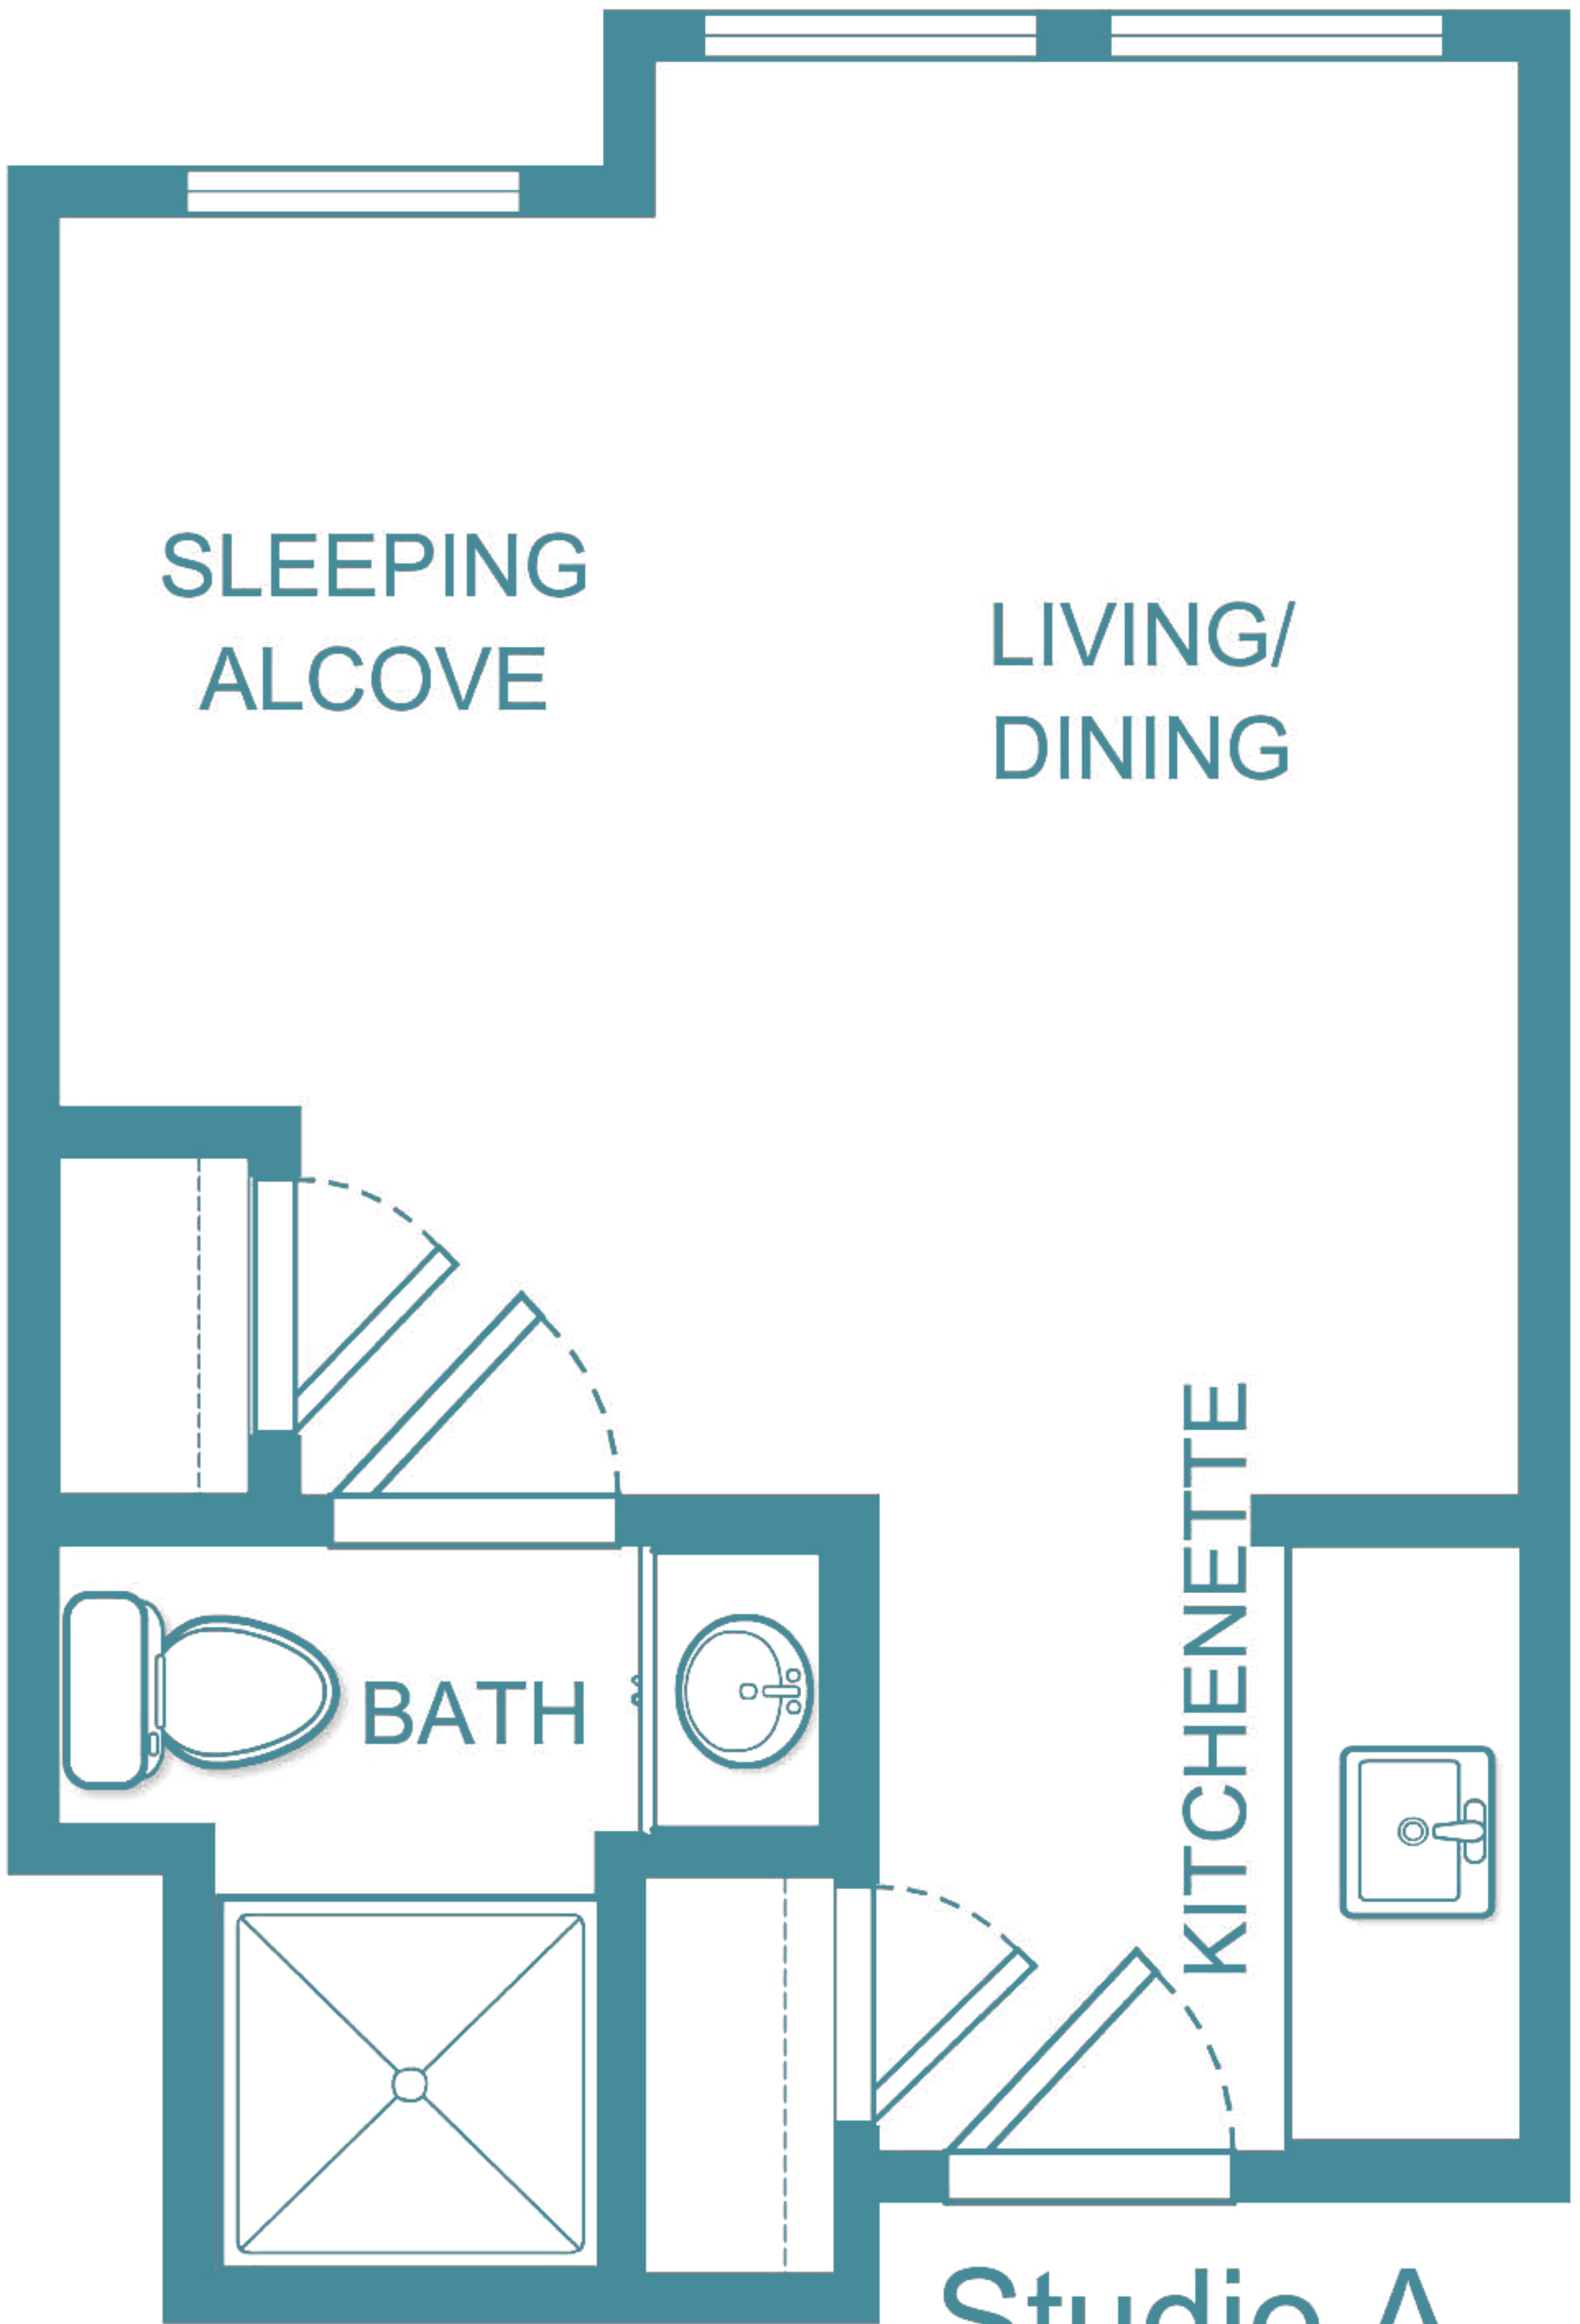 SLEEPING
ALCOVE
LIVING/
DINING
KITCHENETTE
BATH
Studio A